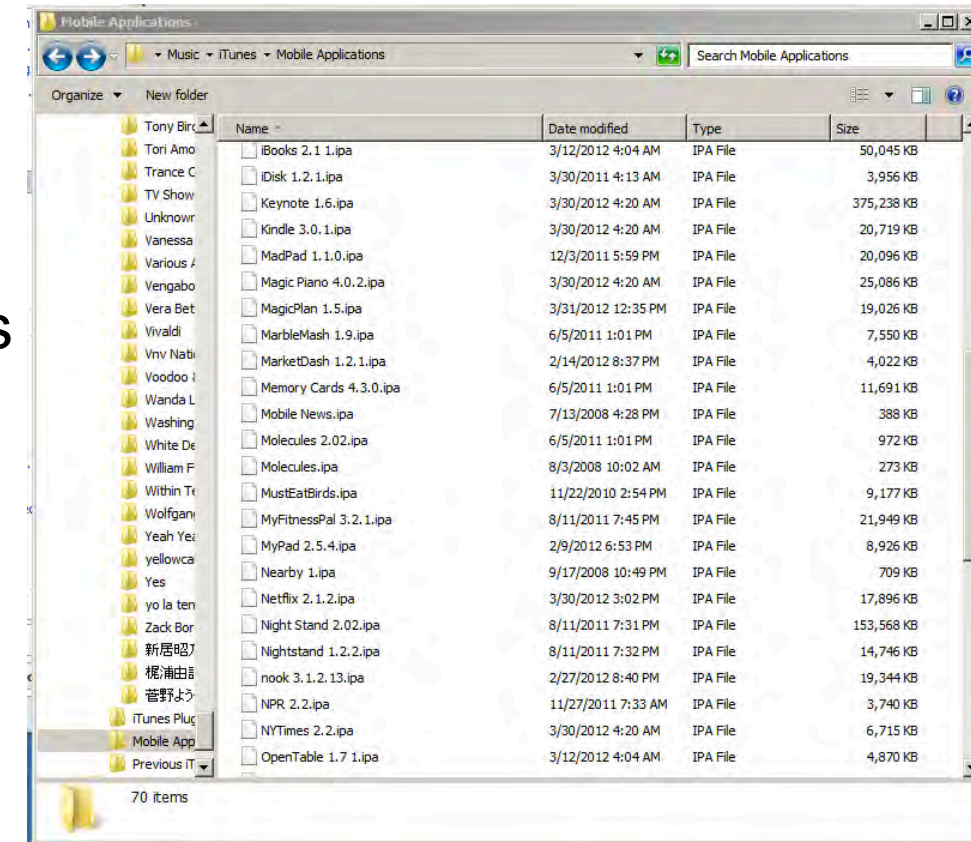 Mobile Applications
Music iTunes Mobile Applications Search Mobile Applications
Organize New folder
Name Date modified Type Size
Tony Birc
Tori Amo
Trance C
TV Show
Unknowr
Vanessa
Various A
Vengabo
Vera Bet
Vivaldi
Vnv Nati
Voodoo
Wanda L
Washing
White De
William F
Within Te
Wolfgang
Yeah Yea
yellowca
Yes
yo la ten
Zack Bor
新居昭
梶浦由
菅野よう
iTunes Plug
Mobile App
Previous iT
iBooks 2.1 1.ipa 3/12/2012 4:04 AM IPA File 50,045 KB
iDisk 1.2.1.ipa 3/30/2011 4:13 AM IPA File 3,956 KB
Keynote 1.6.ipa 3/30/2012 4:20 AM IPA File 375,238 KB
Kindle 3.0.1.ipa 3/30/2012 4:20 AM IPA File 20,719 KB
MadPad 1.1.0.ipa 12/3/2011 5:59 PM IPA File 20,096 KB
Magic Piano 4.0.2.ipa 3/30/2012 4:20 AM IPA File 25,086 KB
MagicPlan 1.5.ipa 3/31/2012 12:35 PM IPA File 19,026 KB
MarbleMash 1.9.ipa 6/5/2011 1:01 PM IPA File 7,550 KB
MarketDash 1.2.1.ipa 2/14/2012 8:37 PM IPA File 4,022 KB
Memory Cards 4.3.0.ipa 6/5/2011 1:01 PM IPA File 11,691 KB
Mobile News.ipa 7/13/2008 4:28 PM IPA File 388 KB
Molecules 2.02.ipa 6/5/2011 1:01 PM IPA File 972 KB
Molecules.ipa 8/3/2008 10:02 AM IPA File 273 KB
MustEatBirds.ipa 11/22/2010 2:54 PM IPA File 9,177 KB
MyFitnessPal 3.2.1.ipa 8/11/2011 7:45 PM IPA File 21,949 KB
MyPad 2.5.4.ipa 2/9/2012 6:53 PM IPA File 8,926 KB
Nearby 1.ipa 9/17/2008 10:49 PM IPA File 709 KB
Netflix 2.1.2.ipa 3/30/2012 3:02 PM IPA File 17,896 KB
Night Stand 2.02.ipa 8/11/2011 7:31 PM IPA File 153,568 KB
Nightstand 1.2.2.ipa 8/11/2011 7:32 PM IPA File 14,746 KB
nook 3.1.2.13.ipa 2/27/2012 8:40 PM IPA File 19,344 KB
NPR 2.2.ipa 11/27/2011 7:33 AM IPA File 3,740 KB
NYTimes 2.2.ipa 3/30/2012 4:20 AM IPA File 6,715 KB
OpenTable 1.7 1.ipa 3/12/2012 4:04 AM IPA File 4,870 KB
70 items
s